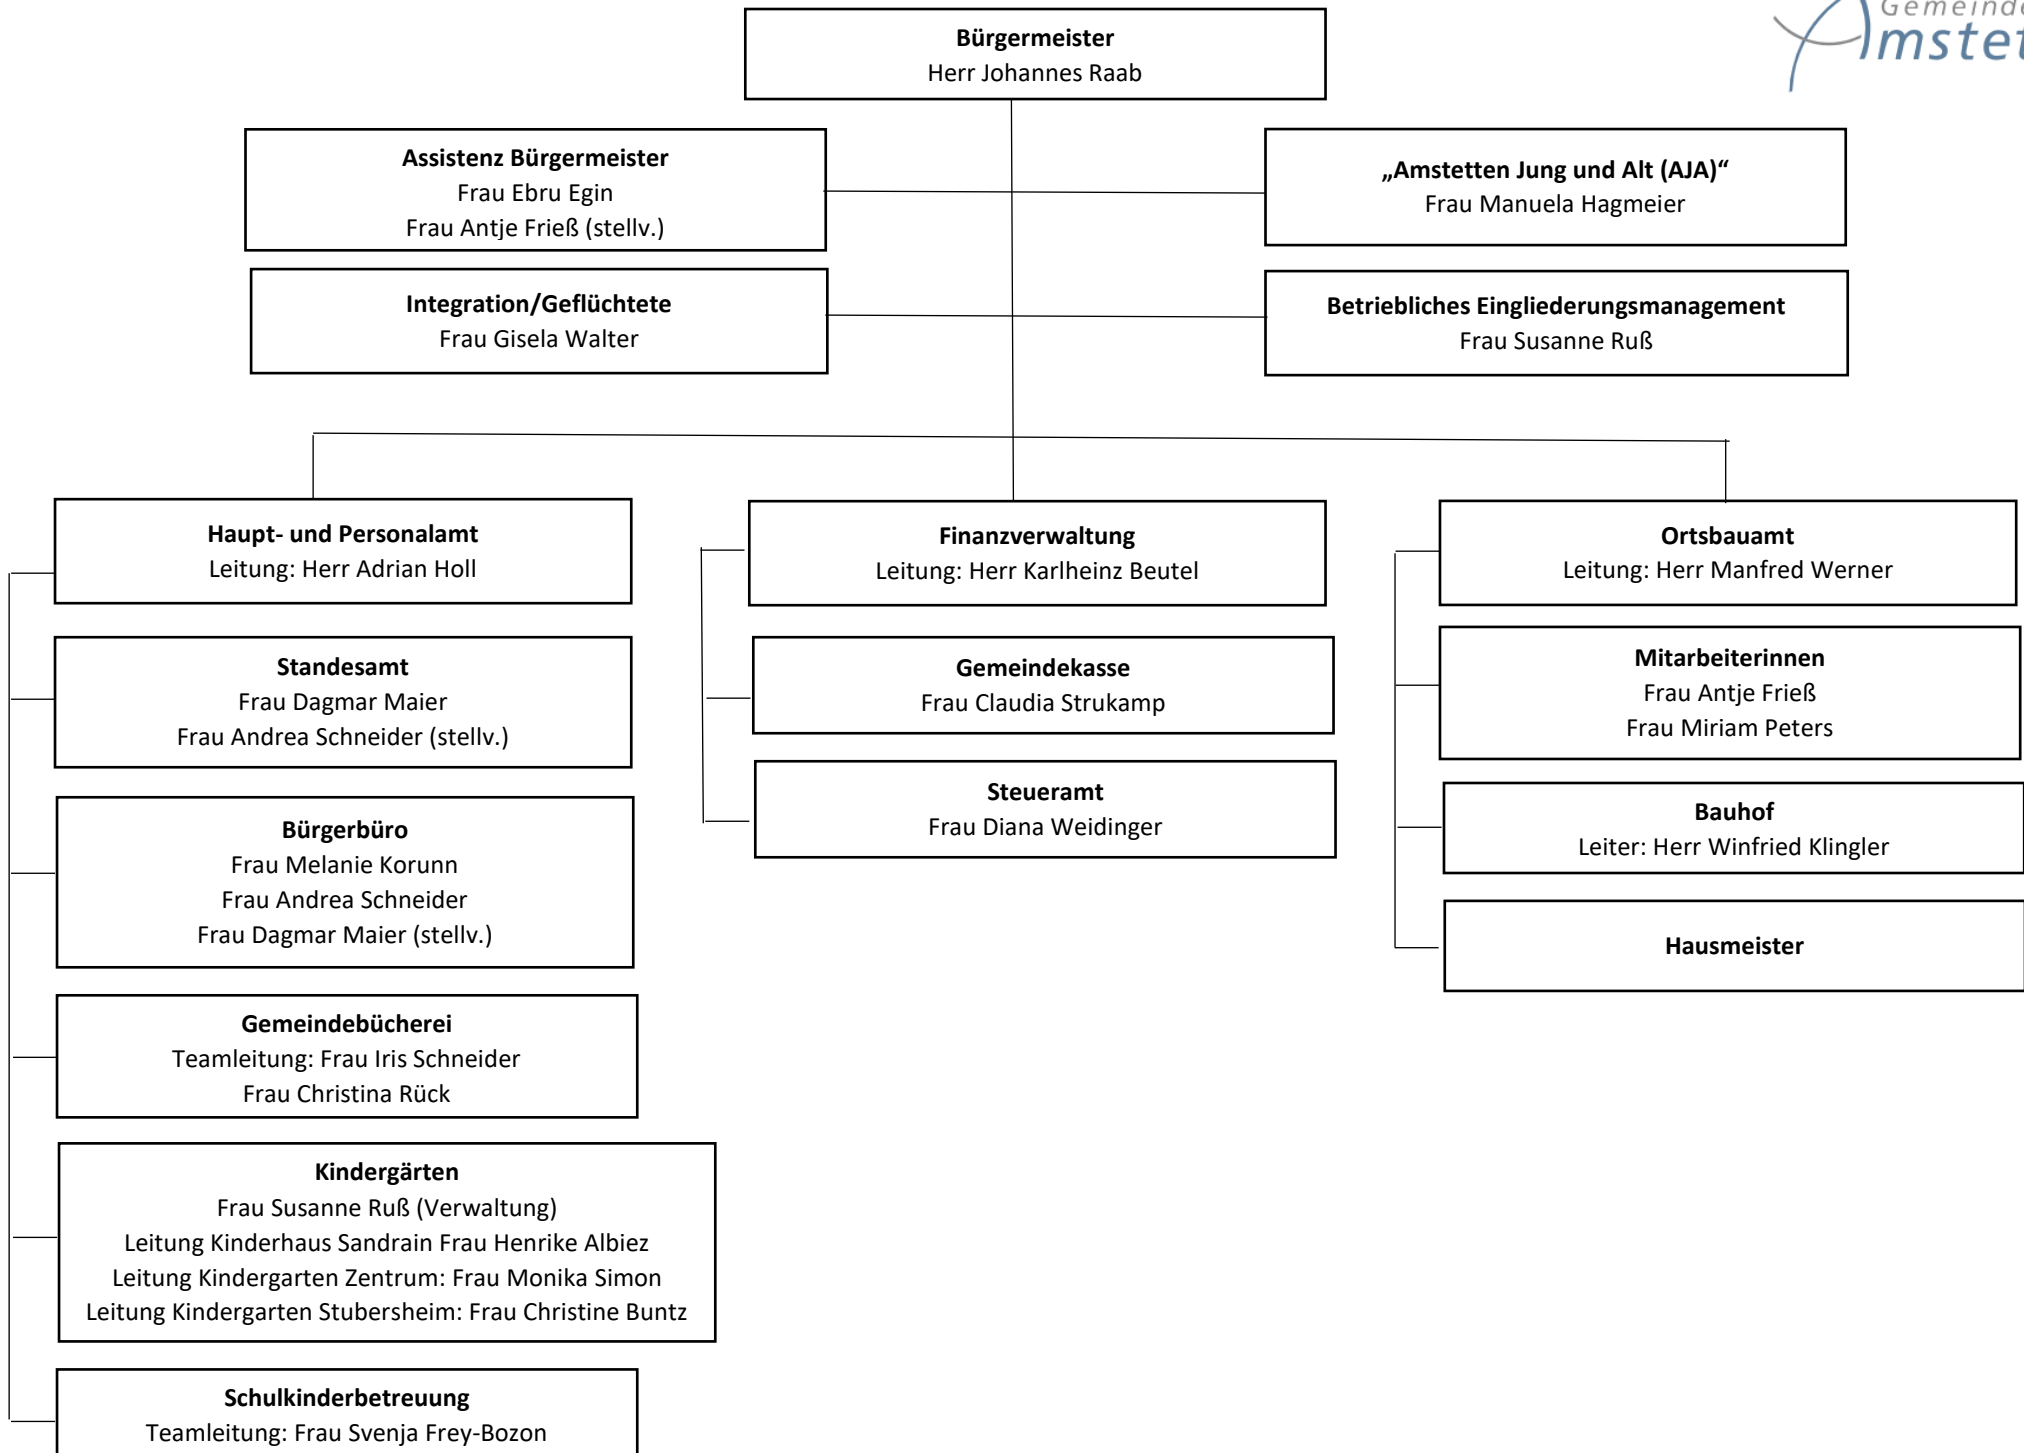 Gemeinde
Bürgermeister
Herr Johannes Raab
Assistenz Bürgermeister
Frau Ebru Egin
Frau Antje Frieß (stellv.)
„Amstetten Jung und Alt (AJA)“
Frau Manuela Hagmeier
Integration/Geflüchtete
Frau Gisela Walter
Betriebliches Eingliederungsmanagement
Frau Susanne Ruß
Haupt- und Personalamt
Leitung: Herr Adrian Holl
Standesamt
Frau Dagmar Maier
Frau Andrea Schneider (stellv.)
Bürgerbüro
Frau Melanie Korunn
Frau Andrea Schneider
Frau Dagmar Maier (stellv.)
Gemeindebücherei
Teamleitung: Frau Iris Schneider
Frau Christina Rück
Kindergärten
Frau Susanne Ruß (Verwaltung)
Leitung Kinderhaus Sandrain Frau Henrike Albiez
Leitung Kindergarten Zentrum: Frau Monika Simon
Leitung Kindergarten Stubersheim: Frau Christine Buntz
Schulkinderbetreuung
Teamleitung: Frau Svenja Frey-Bozon
Finanzverwaltung
Leitung: Herr Karlheinz Beutel
Gemeindekasse
Frau Claudia Strukamp
Steueramt
Frau Diana Weidinger
Ortsbauamt
Leitung: Herr Manfred Werner
Mitarbeiterinnen
Frau Antje Frieß
Frau Miriam Peters
Bauhof
Leiter: Herr Winfried Klingler
Hausmeister